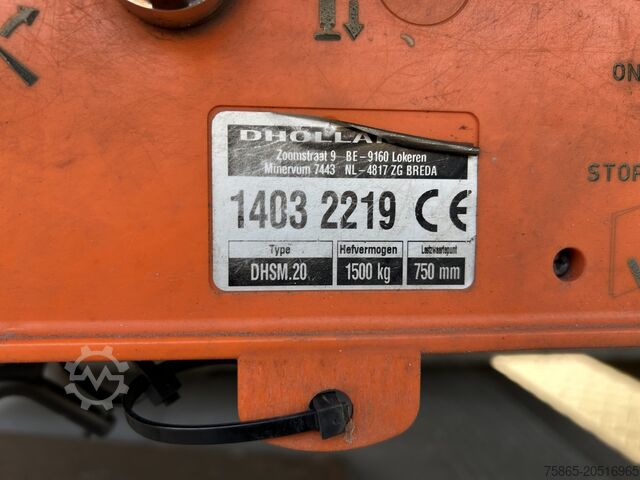 ON
STOP
DHOLLAN
Zoomstraat 9 BE-9160 Lokeren
Minervum 7443 NL-4817 ZG BREDA
1403 2219 CE
Type Hefvermogen Lastzwaartepunt
DHSM.20 1500 kg 750 mm
75865-20516965